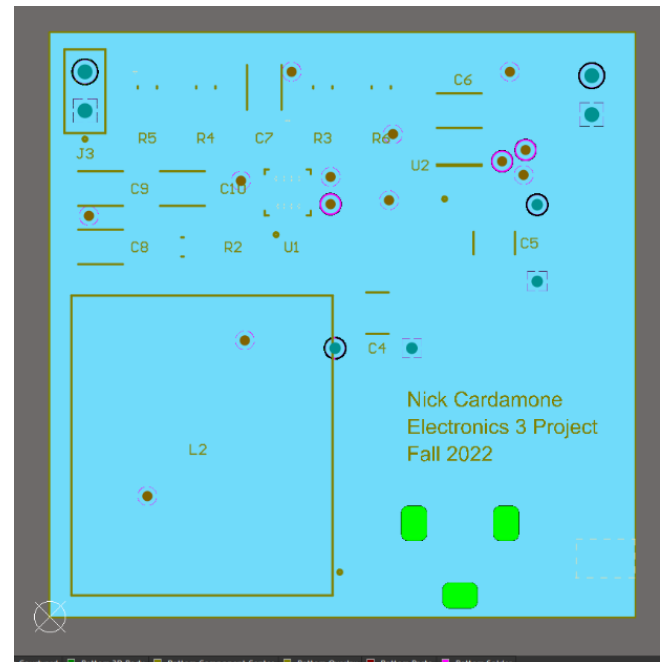 C6
R5 R4 C7 R3 R6
J3
U2
C9 C10
C8 R2 U1 C5
C4
Nick Cardamone
Electronics 3 Project
Fall 2022
L2